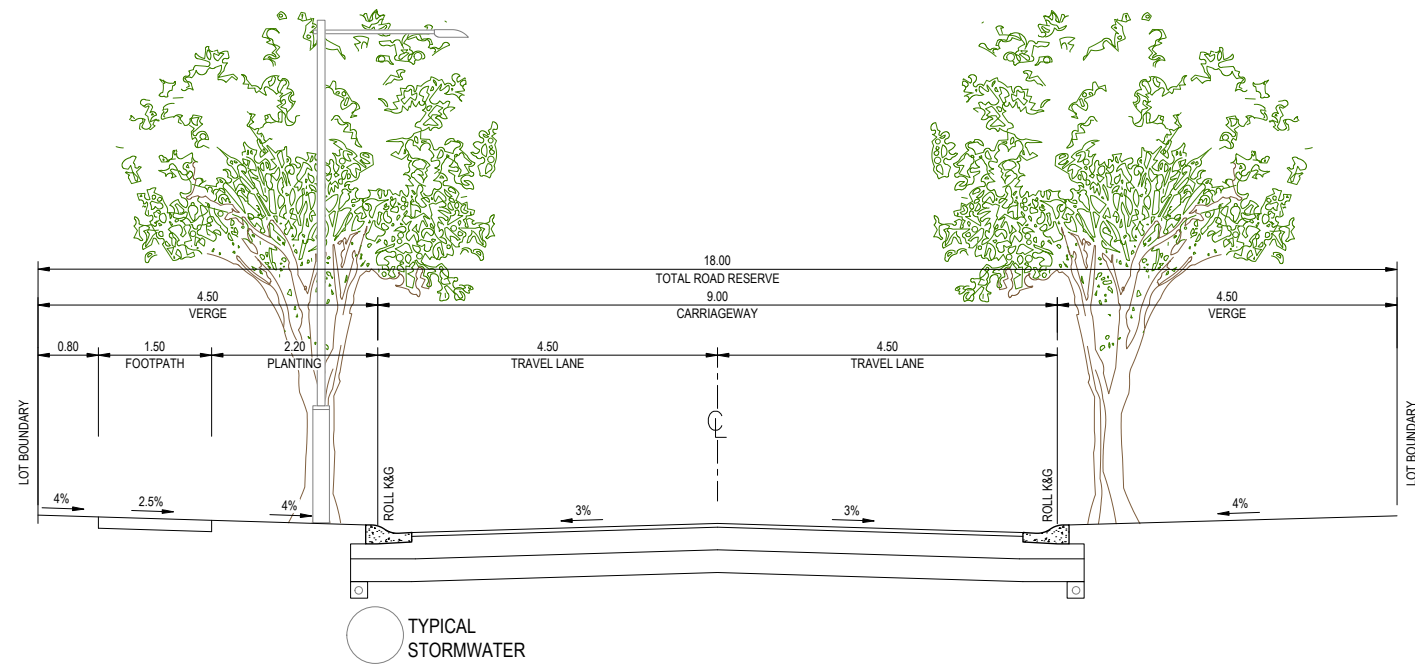 18.00
TOTAL ROAD RESERVE
4.50
VERGE
9.00
CARRIAGEWAY
4.50
VERGE
0.80
1.50
FOOTPATH
2.20
PLANTING
4.50
TRAVEL LANE
4.50
TRAVEL LANE
LOT BOUNDARY
ROLL K&G
℄
ROLL K&G
LOT BOUNDARY
4%
2.5%
4%
3%
3%
4%
TYPICAL
STORMWATER